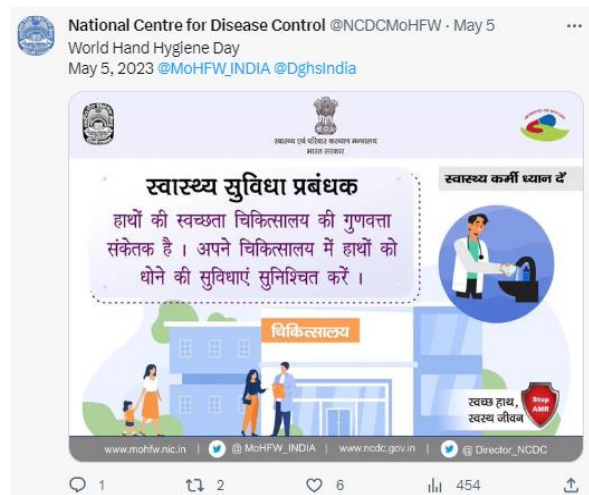 National Centre for Disease Control @NCDCMoHFW · May 5
World Hand Hygiene Day
May 5, 2023 @MoHFW_INDIA @DghsIndia
स्वास्थ्य एवं परिवार कल्याण मन्त्रालय
भारत सरकार
स्वास्थ्य सुविधा प्रबंधक
हाथों की स्वच्छता चिकित्सालय की गुणवत्ता
संकेतक है । अपने चिकित्सालय में हाथों को
धोने की सुविधाएं सुनिश्चित करें ।
स्वास्थ्य कर्मी ध्यान दें
चिकित्सालय
स्वच्छ हाथ,
स्वस्थ जीवन
Stop
AMR
www.mohfw.nic.in | @ MoHFW_INDIA | www.ncdc.gov.in | @ Director_NCDC
1 2 6 454